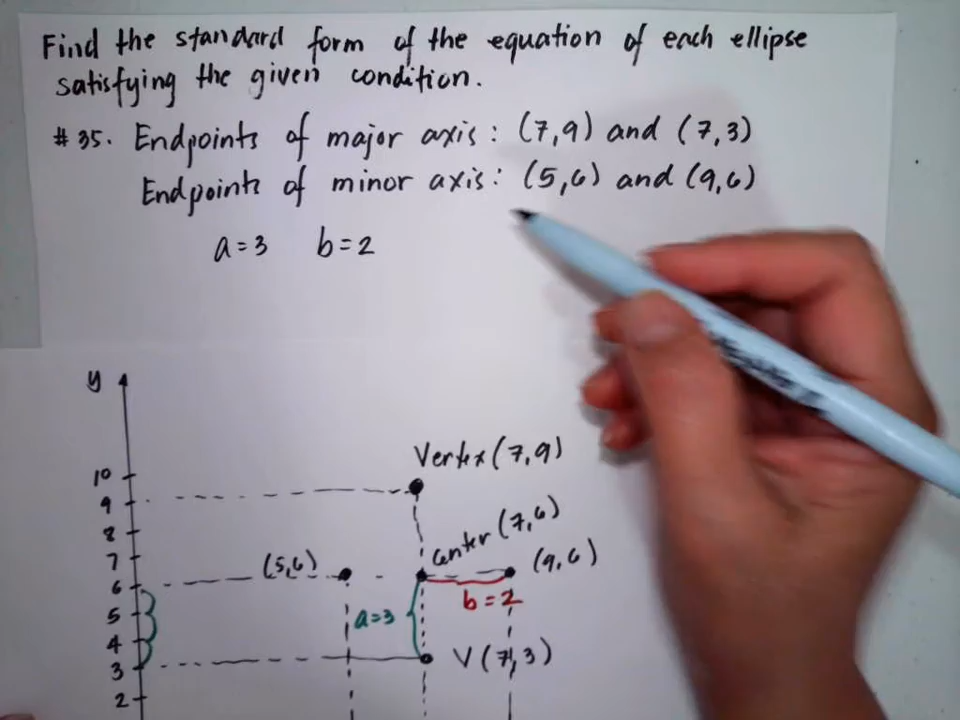 Find the standard form of the equation of each ellipse
satisfying the given condition.
#35. Endpoints of major axis: (7,9) and (7,3)
Endpoints of minor axis: (5,6) and (9,6)
a=3 b=2
y
Vertex (7,9)
10
9
8
center (7,6)
7
(5,6)
(9,6)
6
b=2
5
a=3
4
V (7,3)
3
2